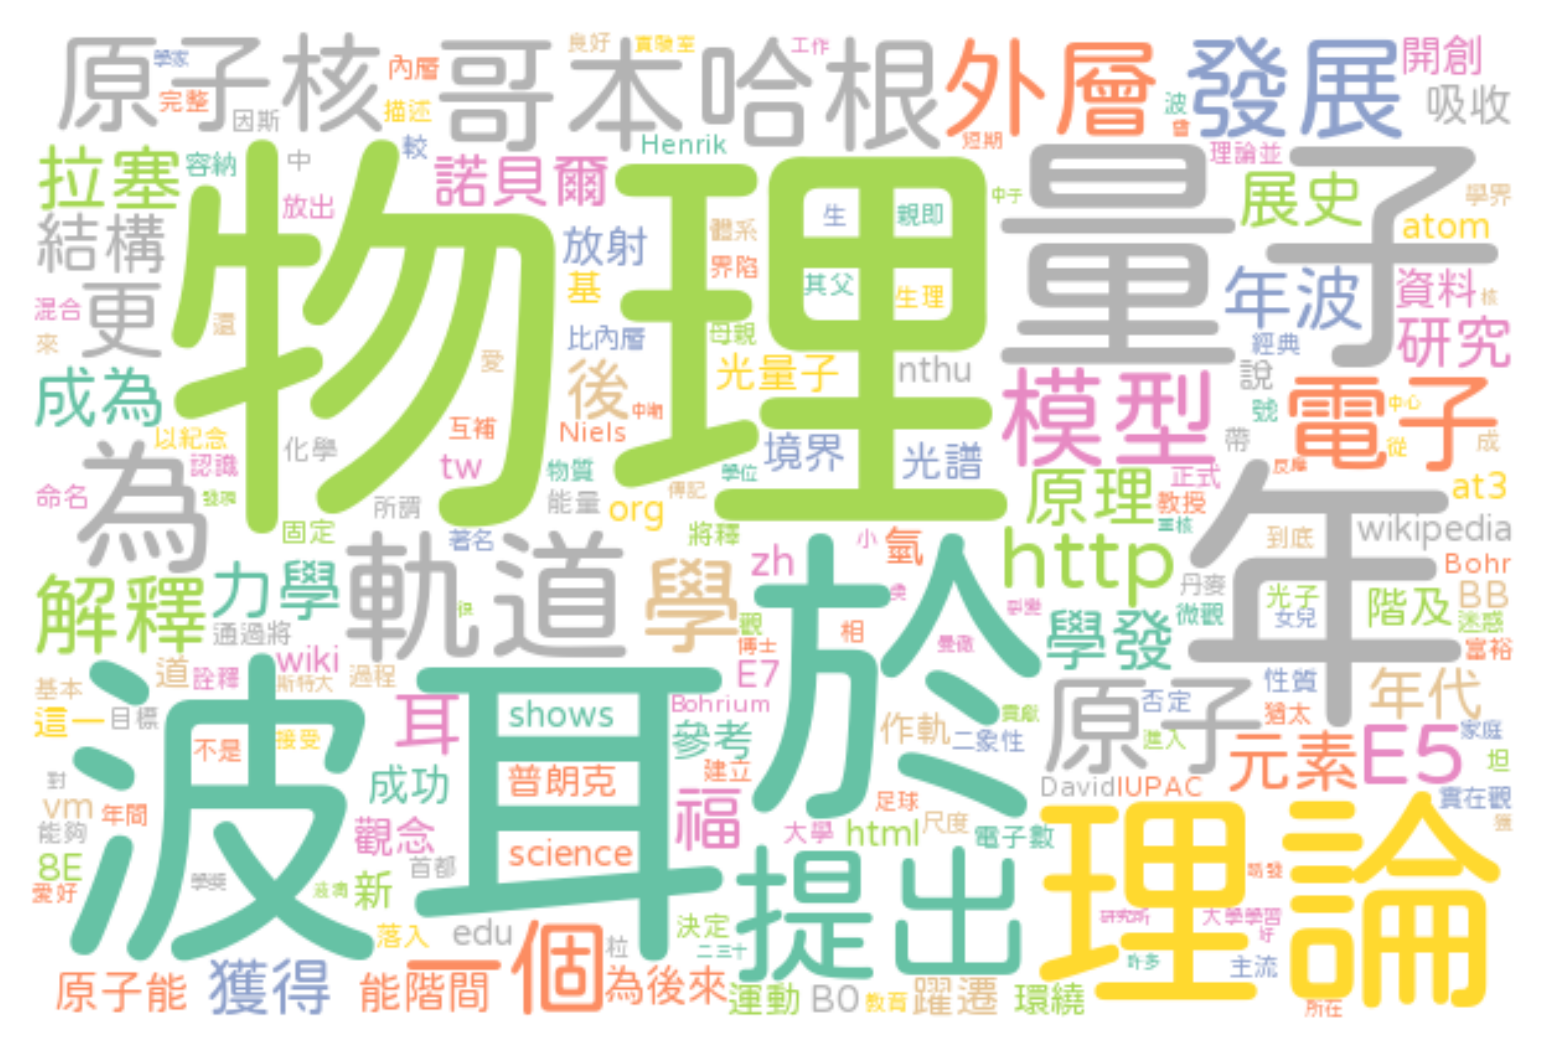 原子核 學家 完整 因斯 內層 描述 哥本哈根 良好 實驗室 工作 外層 短期 波 發展 開創 吸收
拉塞 容納 中 放出 較 諾貝爾 Henrik 理論並 展史 學界 atom
結構 更 混合 來 還 物理 放射 基 比內層 體系 界陷 母親 生 親即 其父 生理 中子 量子 年波 經典 資料 核 研究
成為 以紀念 認識 命名 化學 所謂 愛 互補 tw 後 中樞 Niels 光量子 nthu 模型 說 號 帶 電子 中心 從 成
為 固定 著名 物質 能量 org 傳記 學位 境界 光譜 將釋 原理 正式 教授 at3 wikipedia 到底
解釋 力學 通過將 軌道 學 觀 博士 zh 小 氫 http 年 丹麥 微觀 光子 女兒 Bohr BB 階及 迷惑 富裕
基本 道 詮釋 wiki 斯特大 過程 E7 相 於 學發 性質 年代
這一 目標 不是 接受 波耳 耳 shows Bohrium 參考 作軌 二象性 貢獻 原子 否定 進入 猶太 元素 E5 家庭 坦
對 vm 年間 能夠 成功 普朗克 建立 足球 尺度 David IUPAC 實在觀
8E 愛好 學獎 觀念 首都 新 science 福 大學 html 電子數 理論
落入 edu 一個 粒 決定 二三十 提出 研究所 大學學習 好 許多 主流
原子能 獲得 能階間 為後來 運動 B0 教育 躍遷 環繞 所在